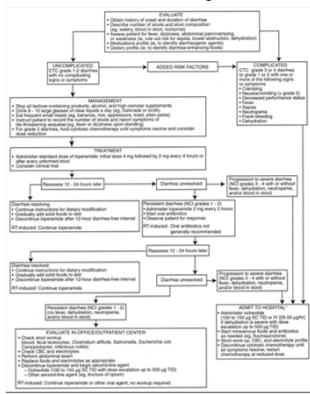 EVALUATE
• Obtain history of onset and duration of diarrhea
• Describe number of stools and stool composition
(eg, watery, blood in stool, nocturnal)
• Assess patient for fever, dizziness, abdominal pain/cramping,
or weakness (ie, rule out risk for sepsis, bowel obstruction, dehydration)
• Medications profile (ie, to identify diarrheogenic agents)
• Dietary profile (ie, to identify diarrhea-enhancing foods)
UNCOMPLICATED
CTC grade 1-2 diarrhea with
no complicating signs or
symptoms
ADDED RISK FACTORS
COMPLICATED
CTC grade 3 or 4 diarrhea
or grade 1 or 2 with one or
more of the following signs
or symptoms:
• Cramping
• Nausea/vomiting (≥ grade 2)
• Decreased performance status
• Fever
• Sepsis
• Neutropenia
• Frank bleeding
• Dehydration
MANAGEMENT
• Stop all lactose-containing products, alcohol, and high-osmolar supplements
• Drink 8 - 10 large glasses of clear liquids a day (eg, Gatorade or broth)
• Eat frequent small meals (eg, bananas, rice, applesauce, toast, plain pasta)
• Instruct patient to record the number of stools and report symptoms of
life-threatening sequelae (eg, fever or dizziness upon standing)
• For grade 2 diarrhea, hold cytotoxic chemotherapy until symptoms resolve and consider
dose reduction
TREATMENT
• Administer standard dose of loperamide: initial dose 4 mg followed by 2 mg every 4 hours or
after every unformed stool
• Consider clinical trial
Reassess 12 - 24 hours later
Diarrhea unresolved
Progression to severe diarrhea
(NCI grades 3 - 4 with or without
fever, dehydration, neutropenia,
and/or blood in stool)
Diarrhea resolving
• Continue instructions for dietary modification
• Gradually add solid foods to diet
• Discontinue loperamide after 12-hour diarrhea-free interval
RT-induced: Continue loperamide
Persistent diarrhea (NCI grades 1 - 2)
• Administer loperamide 2 mg every 2 hours
• Start oral antibiotics
• Observe patient for response
RT-induced: Oral antibiotics not
generally recommended
Reassess 12 - 24 hours later
Diarrhea resolved
• Continue instructions for dietary modification
• Gradually add solid foods to diet
• Discontinue loperamide after 12-hour diarrhea-free interval
RT-induced: Continue loperamide
Diarrhea unresolved
Progression to severe diarrhea
(NCI grades 3 - 4 with or without
fever, dehydration, neutropenia,
and/or blood in stool)
Persistent diarrhea (NCI grades 1 - 2)
(no fever, dehydration, neutropenia,
and/or blood in stool)
EVALUATE IN OFFICE/OUTPATIENT CENTER
• Check stool workup
(blood, fecal leukocytes, Clostridium difficile, Salmonella, Escherichia coli,
Campylobacter, infectious colitis)
• Check CBC and electrolytes
• Perform abdominal exam
• Replace fluids and electrolytes as appropriate
• Discontinue loperamide and begin second-line agent
- Octreotide (100 to 150 µg SC TID with dose escalation up to 500 µg TID)
- Other second-line agent (eg, tincture of opium)
RT-induced: Continue loperamide or other oral agent; no workup required
ADMIT TO HOSPITAL*
• Administer octreotide
(100 to 150 µg SC TID or IV [25-50 µg/hr]
if dehydration is severe with dose
escalation up to 500 µg TID)
• Start intravenous fluids and antibiotics
as needed (eg, fluoroquinolone)
• Stool work-up, CBC, and electrolyte profile
• Discontinue cytotoxic chemotherapy until
all symptoms resolve; restart
chemotherapy at reduced dose